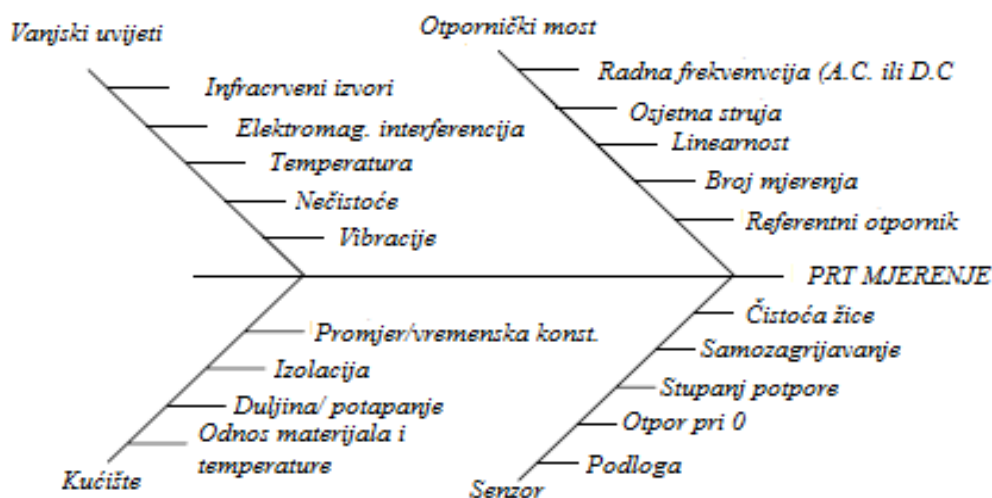 Vanjski uvijeti
Infracrveni izvori
Elektromag. interferencija
Temperatura
Nečistoće
Vibracije
Otpornički most
Radna frekvenvcija (A.C. ili D.C
Osjetna struja
Linearnost
Broj mjerenja
Referentni otpornik
PRT MJERENJE
Promjer/vremenska konst.
Izolacija
Duljina/ potapanje
Odnos materijala i
temperature
Kućište
Čistoća žice
Samozagrijavanje
Stupanj potpore
Otpor pri 0
Podloga
Senzor